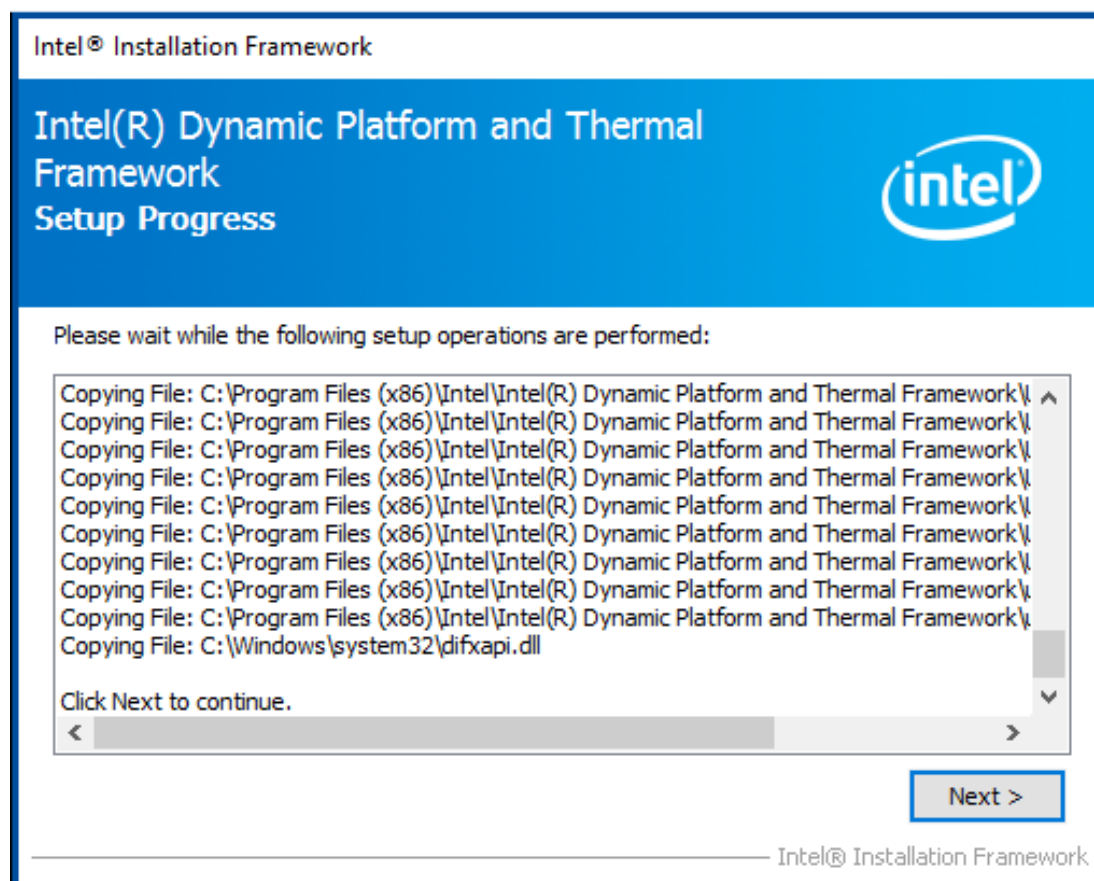 Intel® Installation Framework
Intel(R) Dynamic Platform and Thermal
Framework
Setup Progress
intel
Please wait while the following setup operations are performed:
Copying File: C:\Program Files (x86)\Intel\Intel(R) Dynamic Platform and Thermal Framework\
Copying File: C:\Program Files (x86)\Intel\Intel(R) Dynamic Platform and Thermal Framework\
Copying File: C:\Program Files (x86)\Intel\Intel(R) Dynamic Platform and Thermal Framework\
Copying File: C:\Program Files (x86)\Intel\Intel(R) Dynamic Platform and Thermal Framework\
Copying File: C:\Program Files (x86)\Intel\Intel(R) Dynamic Platform and Thermal Framework\
Copying File: C:\Program Files (x86)\Intel\Intel(R) Dynamic Platform and Thermal Framework\
Copying File: C:\Program Files (x86)\Intel\Intel(R) Dynamic Platform and Thermal Framework\
Copying File: C:\Program Files (x86)\Intel\Intel(R) Dynamic Platform and Thermal Framework\
Copying File: C:\Program Files (x86)\Intel\Intel(R) Dynamic Platform and Thermal Framework\
Copying File: C:\Windows\system32\difxapi.dll
Click Next to continue.
Next >
Intel® Installation Framework